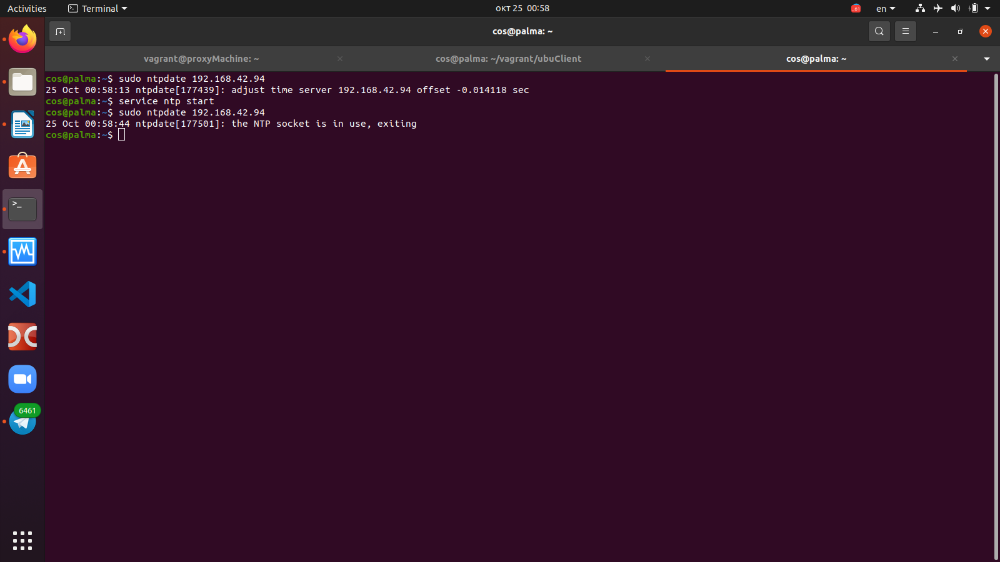 Activities
Terminal
окт 25 00:58
en
cos@palma: ~
vagrant@proxyMachine: ~
cos@palma: ~/vagrant/ubuClient
cos@palma: ~
cos@palma:~$ sudo ntpdate 192.168.42.94
25 Oct 00:58:13 ntpdate[177439]: adjust time server 192.168.42.94 offset -0.014118 sec
cos@palma:~$ service ntp start
cos@palma:~$ sudo ntpdate 192.168.42.94
25 Oct 00:58:44 ntpdate[177501]: the NTP socket is in use, exiting
cos@palma:~$
>_
6461